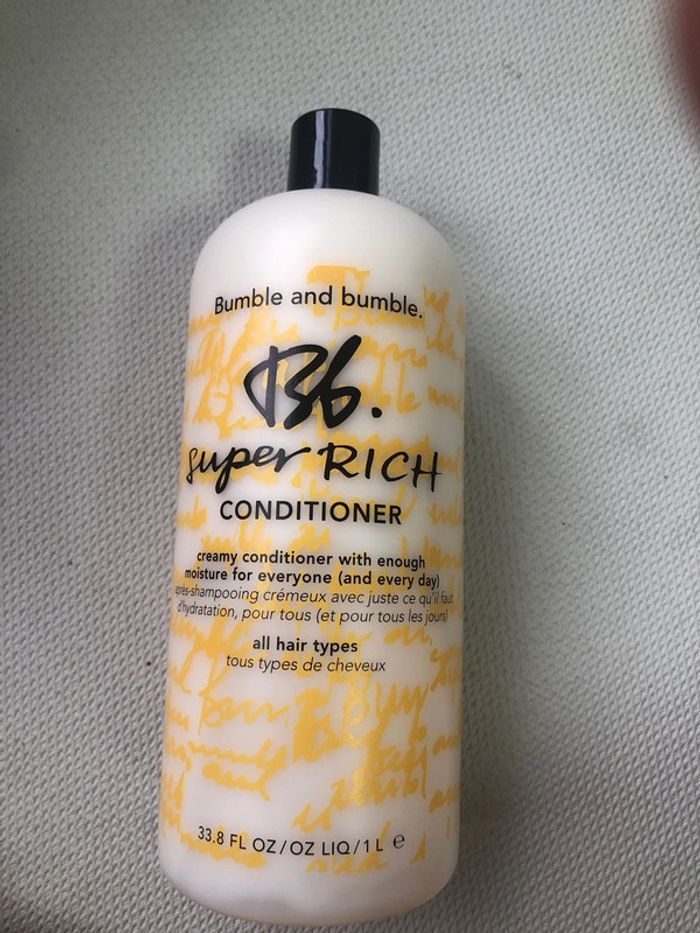 Bumble and bumble.
Bb.
super RICH
CONDITIONER
creamy conditioner with enough
moisture for everyone (and every day)
après-shampooing crémeux avec juste ce qu'il faut
d'hydratation, pour tous (et pour tous les jours)
all hair types
tous types de cheveux
33.8 FL OZ/OZ LIQ/1 L e